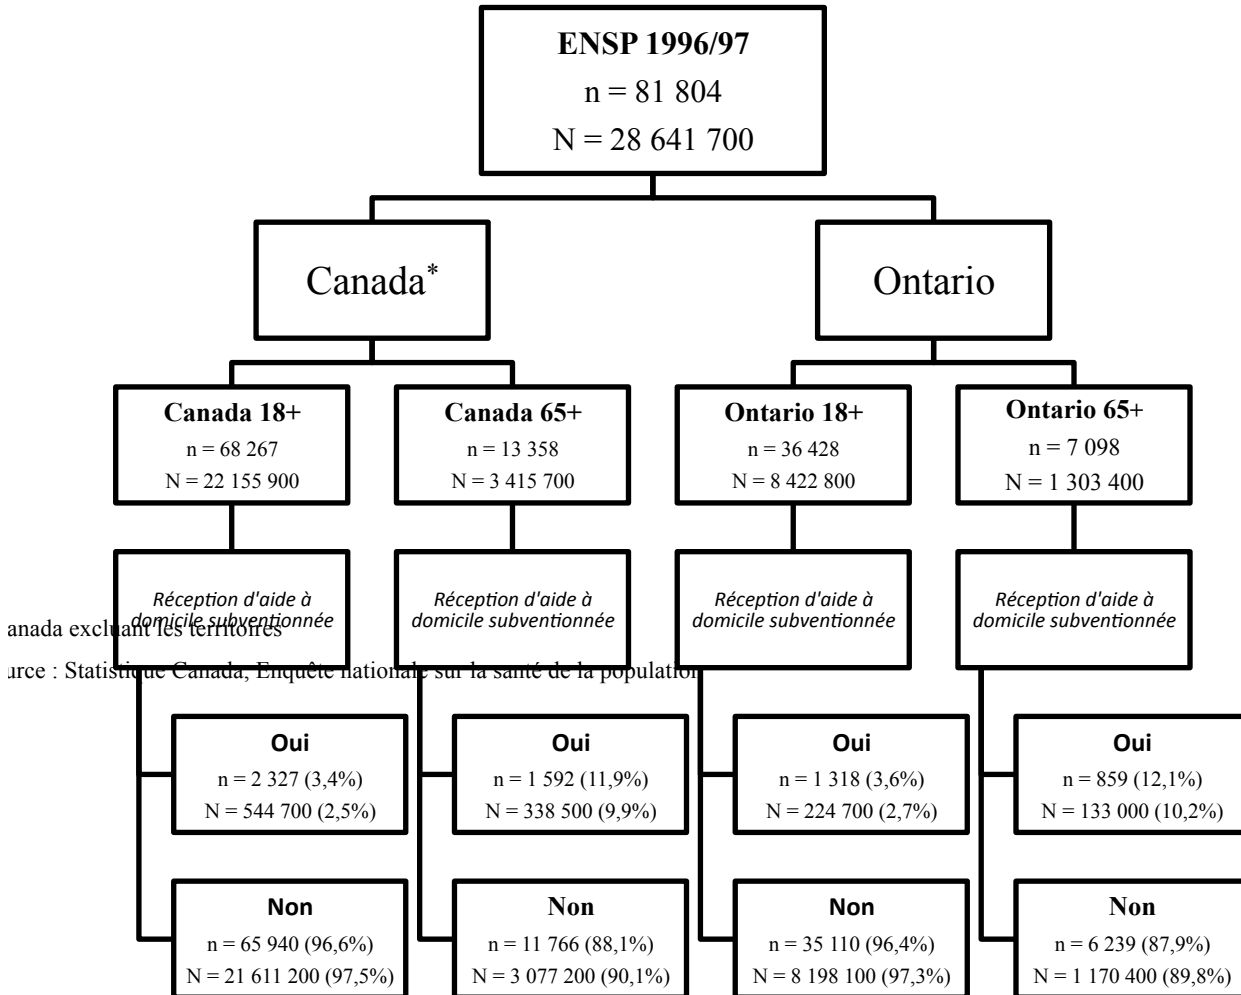 ENSP 1996/97
n = 81 804
N = 28 641 700
Canada*
Ontario
Canada 18+
n = 68 267
N = 22 155 900
Canada 65+
n = 13 358
N = 3 415 700
Ontario 18+
n = 36 428
N = 8 422 800
Ontario 65+
n = 7 098
N = 1 303 400
Réception d'aide à
domicile subventionnée
Réception d'aide à
domicile subventionnée
Réception d'aide à
domicile subventionnée
Réception d'aide à
domicile subventionnée
anada excluant les territoires
urce : Statistique Canada, Enquête nationale sur la santé de la population
Oui
n = 2 327 (3,4%)
N = 544 700 (2,5%)
Oui
n = 1 592 (11,9%)
N = 338 500 (9,9%)
Oui
n = 1 318 (3,6%)
N = 224 700 (2,7%)
Oui
n = 859 (12,1%)
N = 133 000 (10,2%)
Non
n = 65 940 (96,6%)
N = 21 611 200 (97,5%)
Non
n = 11 766 (88,1%)
N = 3 077 200 (90,1%)
Non
n = 35 110 (96,4%)
N = 8 198 100 (97,3%)
Non
n = 6 239 (87,9%)
N = 1 170 400 (89,8%)